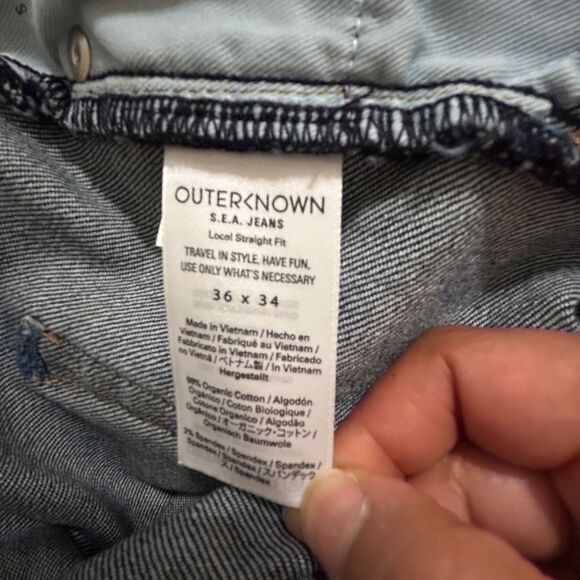 OUTERKNOWN
S.E.A. JEANS
Local Straight Fit
TRAVEL IN STYLE, HAVE FUN,
USE ONLY WHAT'S NECESSARY
36 x 34
Made in Vietnam / Hecho en
Vietnam / Fabriqué au Vietnam /
Fabbricato in Vietnam / Fabricado
no Vietnã / ベトナム製 / In Vietnam
Hergestellt
98% Organic Cotton / Algodón
Orgánico / Coton Biologique /
Cotone Organico / Algodão
Orgânico / オーガニック・コットン /
Organisch Baumwolle
2% Spandex / Spandex / Spandex /
Spandex / Spandex / スパンデック
ス / Spandex